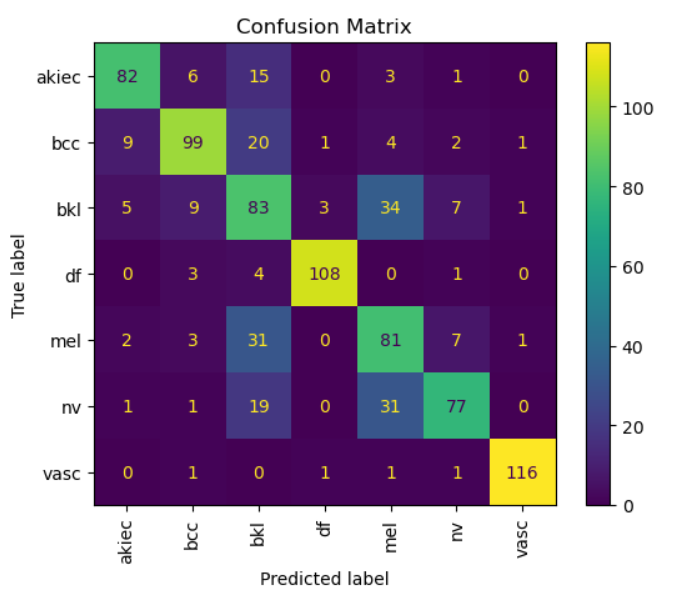 Confusion Matrix
akiec 82 6 15 0 3 1 0
bcc 9 99 20 1 4 2 1
bkl 5 9 83 3 34 7 1
df 0 3 4 108 0 1 0
mel 2 3 31 0 81 7 1
nv 1 1 19 0 31 77 0
vasc 0 1 0 1 1 1 116
akiec bcc bkl df mel nv vasc
Predicted label
True label
100
80
60
40
20
0